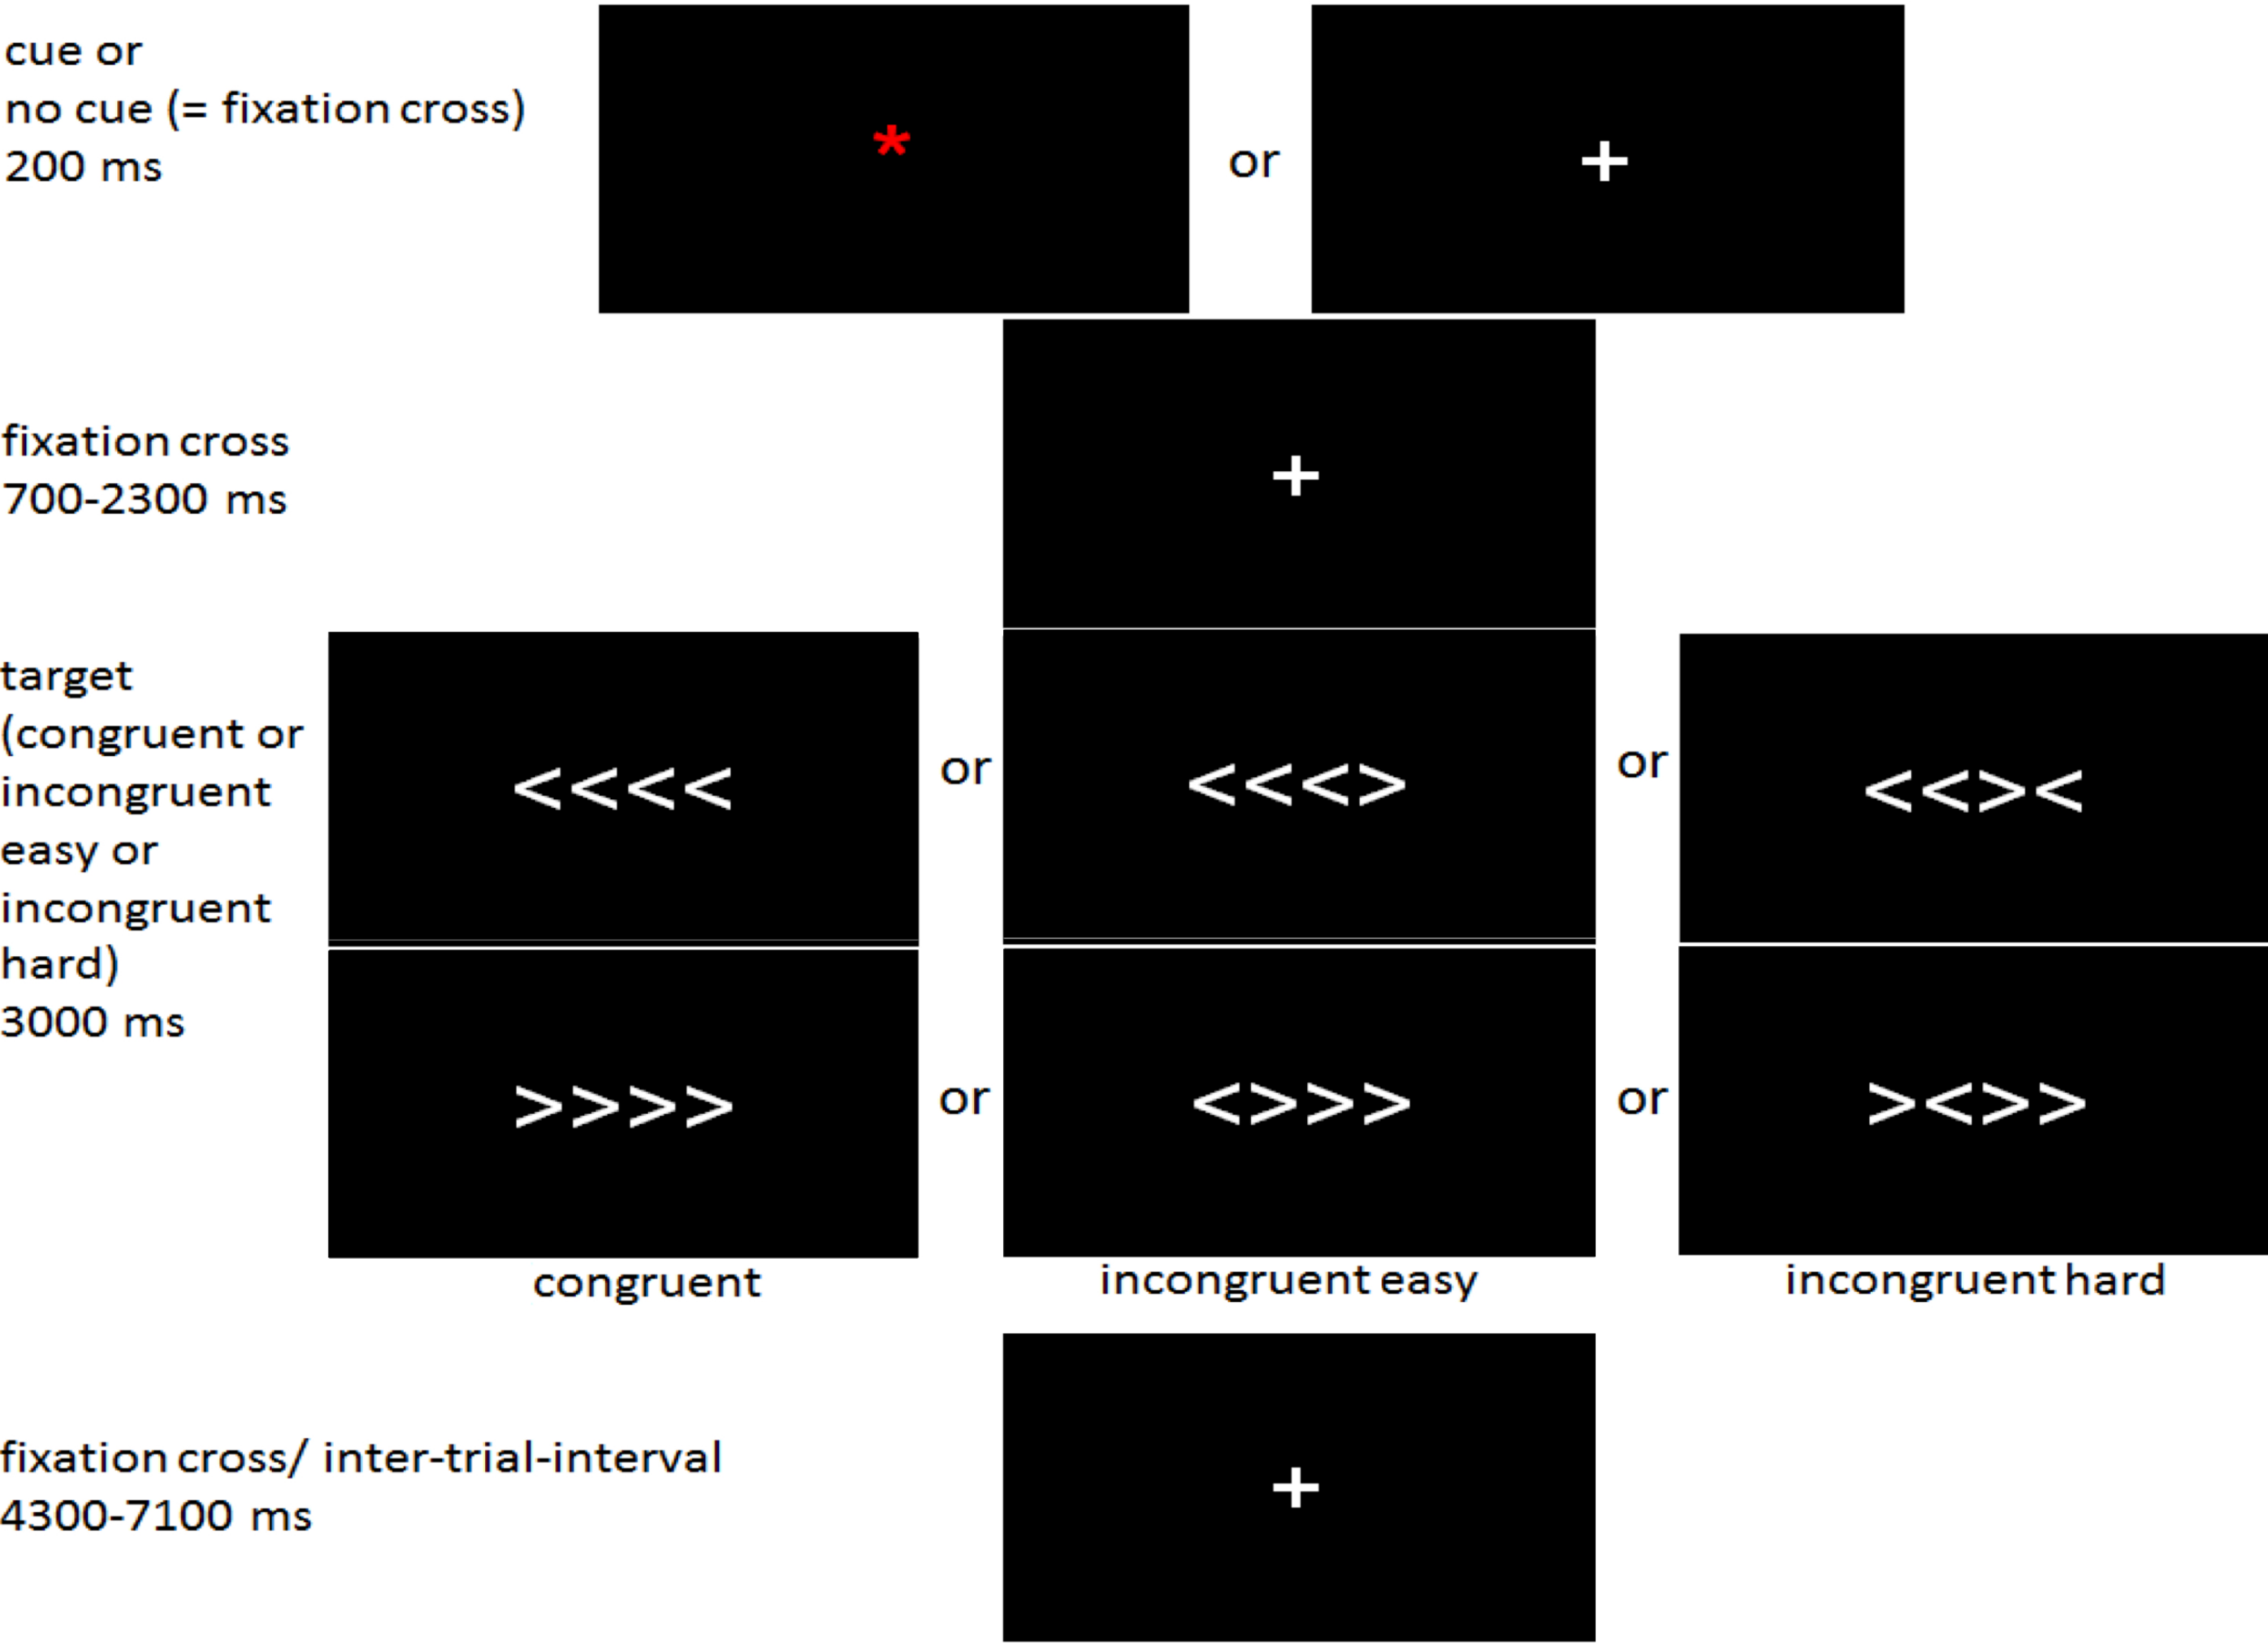 cue or
no cue (= fixation cross)
200 ms
*
or
+
fixation cross
700-2300 ms
+
target
(congruent or
incongruent
easy or
incongruent
hard)
3000 ms
<<<<
or
<<<>
or
<<><
>>>>
or
<>>>
or
><>>
congruent
incongruent easy
incongruent hard
fixation cross/ inter-trial-interval
4300-7100 ms
+